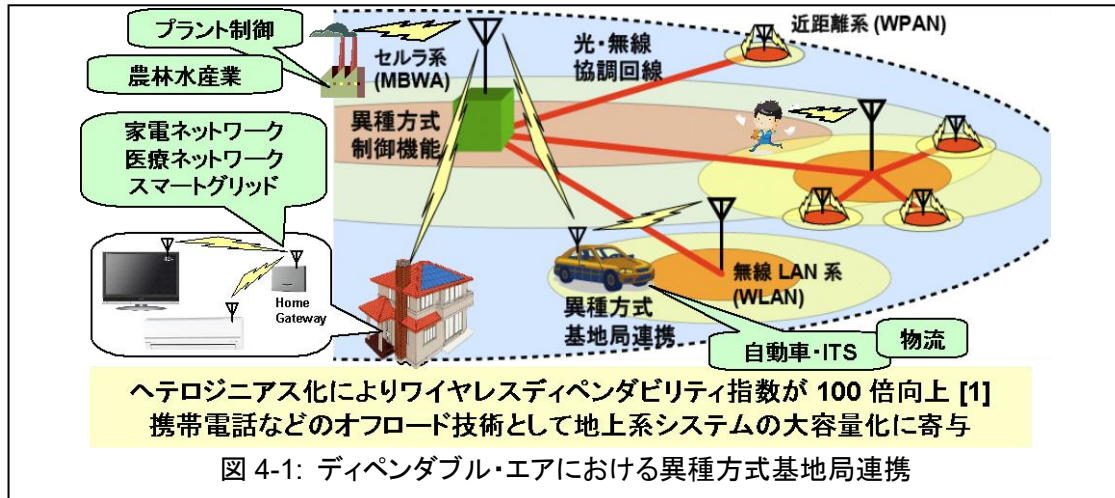 プラント制御
農林水産業
セルラ系
(MBWA)
光・無線
協調回線
近距離系 (WPAN)
異種方式
制御機能
家電ネットワーク
医療ネットワーク
スマートグリッド
Home
Gateway
無線 LAN 系
(WLAN)
異種方式
基地局連携
自動車・ITS
物流
ヘテロジニアス化によりワイヤレスディペンダビリティ指数が 100 倍向上 [1]
携帯電話などのオフロード技術として地上系システムの大容量化に寄与
図 4-1: ディペンダブル・エアにおける異種方式基地局連携